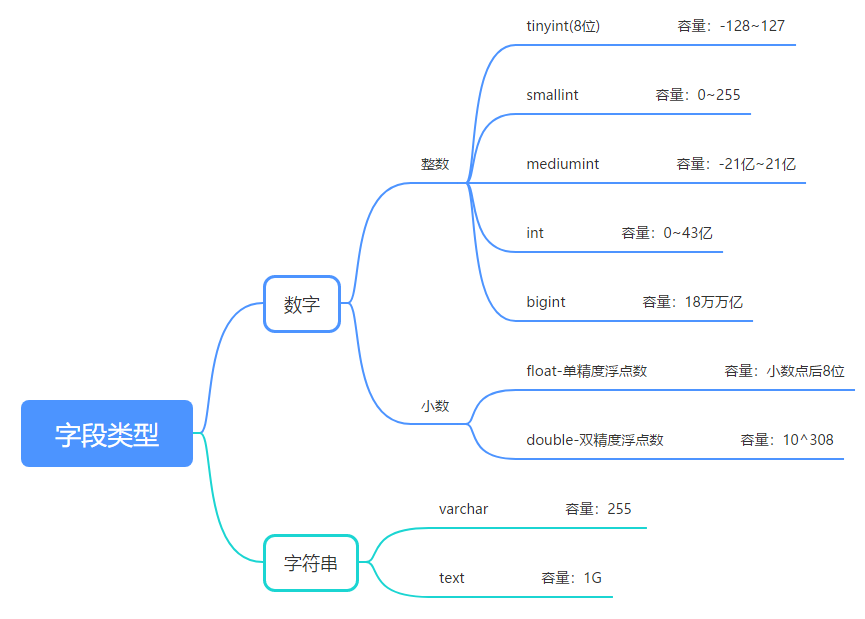 字段类型
数字
整数
tinyint(8位) 容量：-128~127
smallint 容量：0~255
mediumint 容量：-21亿~21亿
int 容量：0~43亿
bigint 容量：18万万亿
小数
float-单精度浮点数 容量：小数点后8位
double-双精度浮点数 容量：10^308
字符串
varchar 容量：255
text 容量：1G